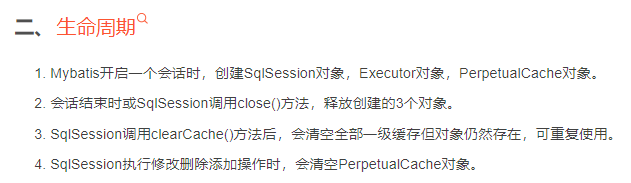 二、生命周期
1. Mybatis开启一个会话时，创建SqlSession对象，Executor对象，PerpetualCache对象。
2. 会话结束时或SqlSession调用close()方法，释放创建的3个对象。
3. SqlSession调用clearCache()方法后，会清空全部一级缓存但对象仍然存在，可重复使用。
4. SqlSession执行修改删除添加操作时，会清空PerpetualCache对象。